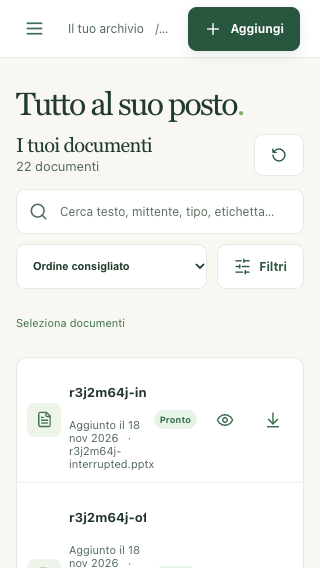 Il tuo archivio /...
Aggiungi
Tutto al suo posto.
I tuoi documenti
22 documenti
Cerca testo, mittente, tipo, etichetta...
Ordine consigliato
Filtri
Seleziona documenti
r3j2m64j-in
Aggiunto il 18
nov 2026 ·
r3j2m64j-
interrupted.pptx
Pronto
r3j2m64j-of
Aggiunto il 18
nov 2026 ·